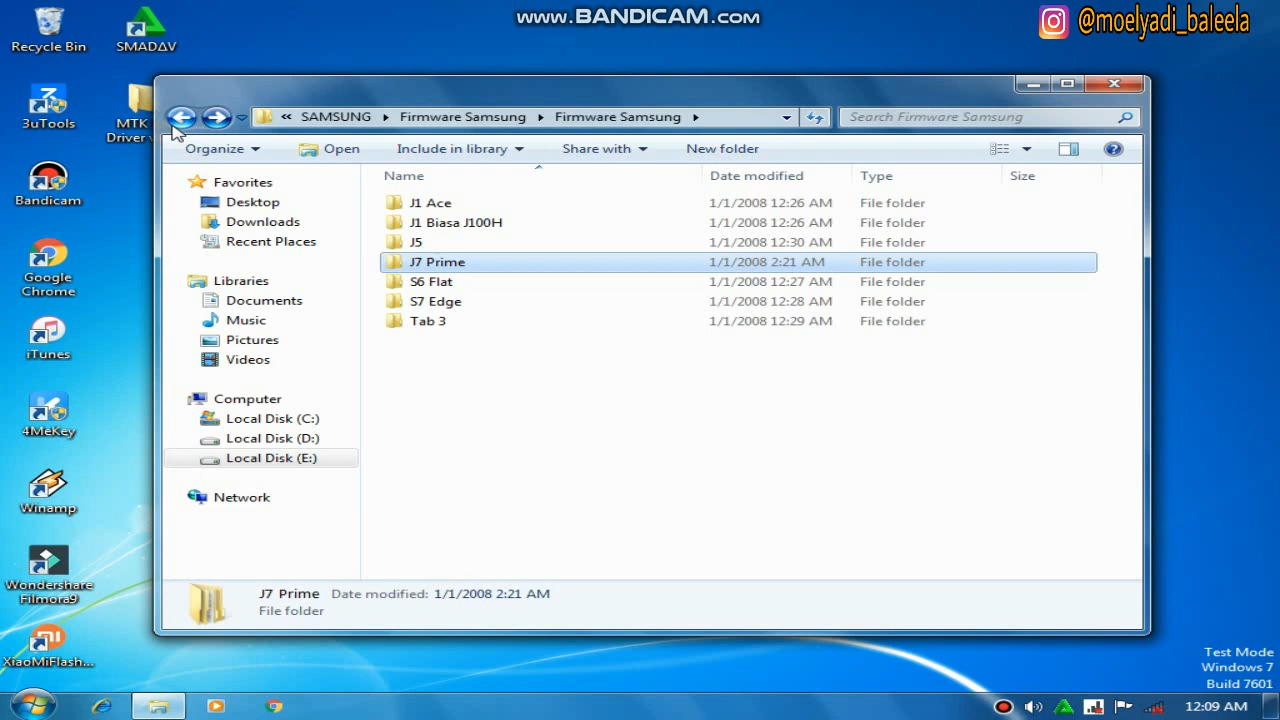 www.BANDICAM.com
@moelyadi_baleela
Recycle Bin
SMADΔV
3uTools
MTK
Driver v
Bandicam
Google
Chrome
iTunes
4MeKey
Winamp
Wondershare
Filmora9
XiaoMiFlash...
« SAMSUNG ▸ Firmware Samsung ▸ Firmware Samsung ▸
Search Firmware Samsung
Organize Open Include in library Share with New folder
Favorites
Desktop
Downloads
Recent Places
Libraries
Documents
Music
Pictures
Videos
Computer
Local Disk (C:)
Local Disk (D:)
Local Disk (E:)
Network
Name Date modified Type Size
J1 Ace 1/1/2008 12:26 AM File folder
J1 Biasa J100H 1/1/2008 12:26 AM File folder
J5 1/1/2008 12:30 AM File folder
J7 Prime 1/1/2008 2:21 AM File folder
S6 Flat 1/1/2008 12:27 AM File folder
S7 Edge 1/1/2008 12:28 AM File folder
Tab 3 1/1/2008 12:29 AM File folder
J7 Prime Date modified: 1/1/2008 2:21 AM
File folder
Test Mode
Windows 7
Build 7601
12:09 AM